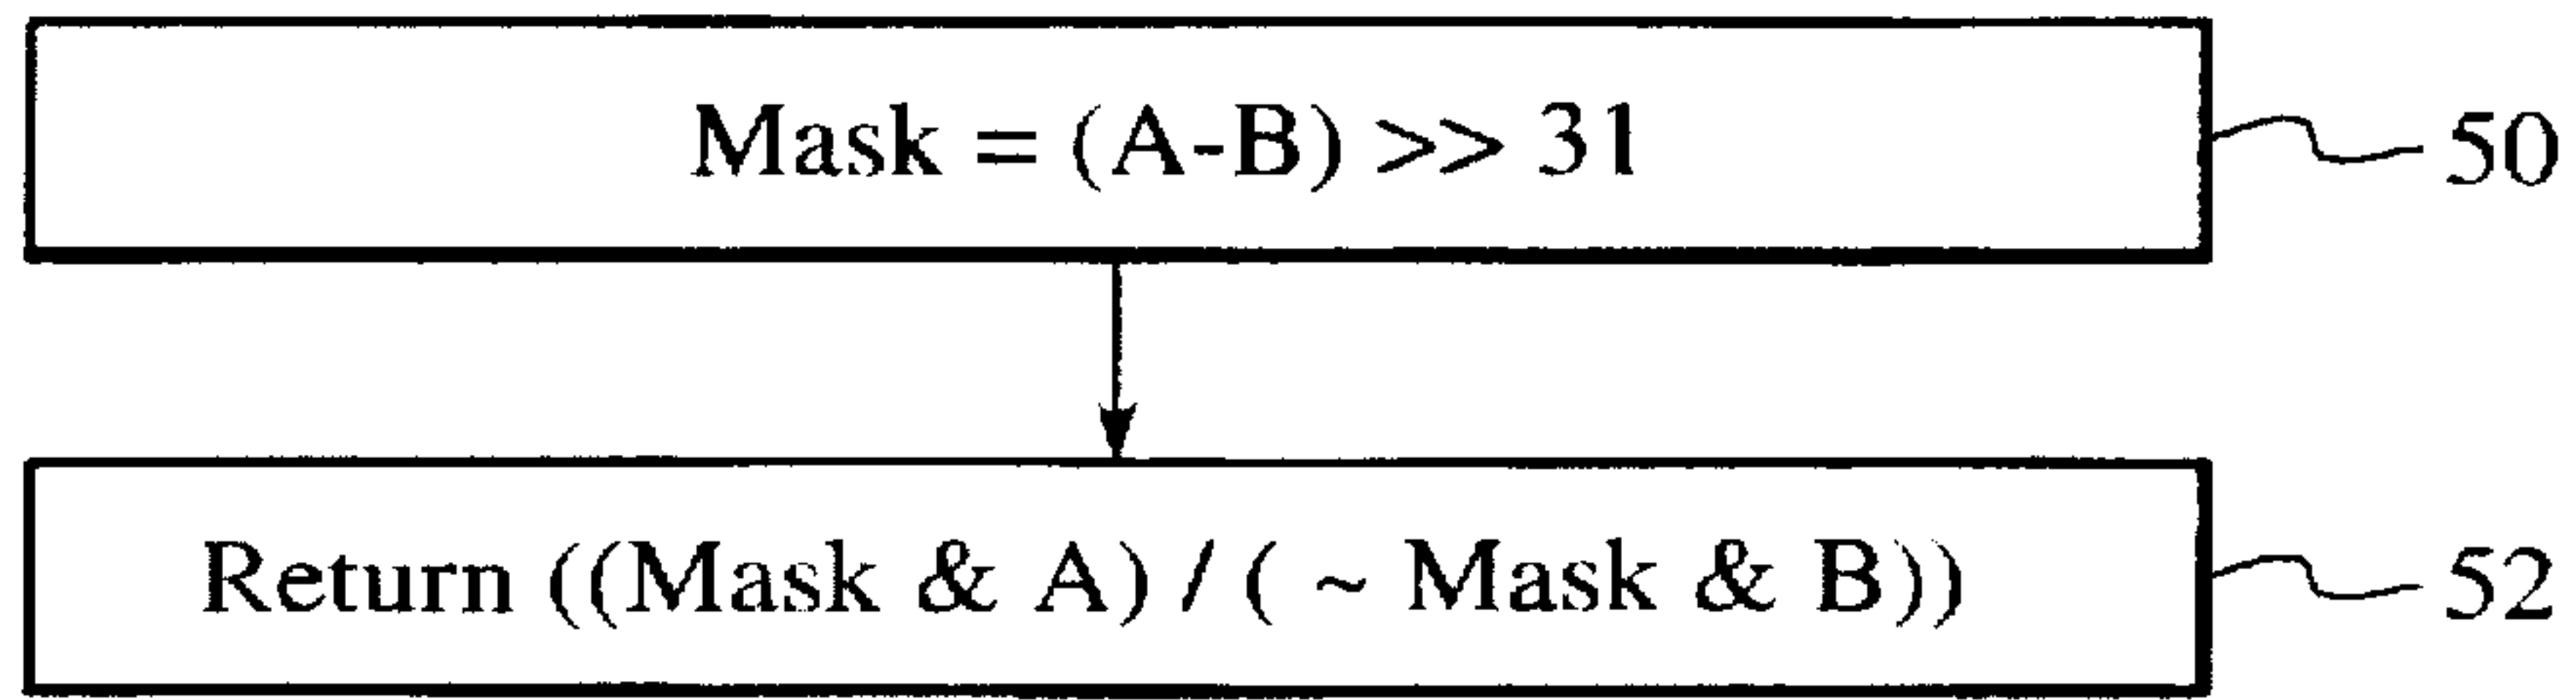 Mask = (A-B) >> 31
50
Return ((Mask & A) / ( ~ Mask & B))
52